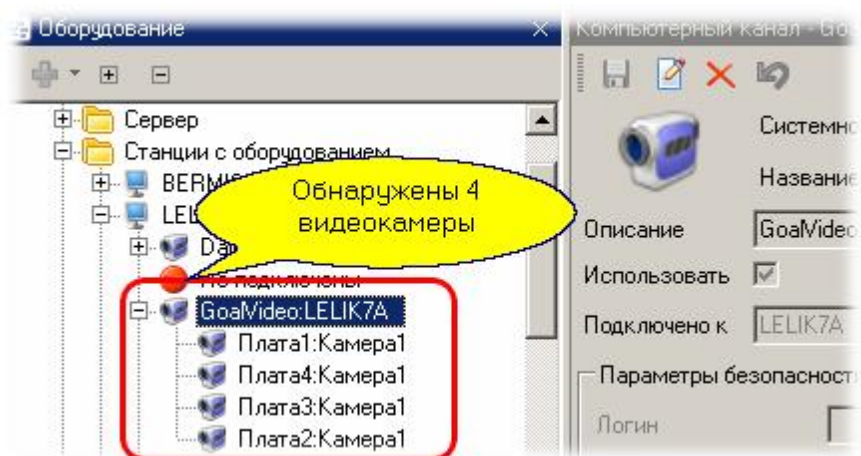 Оборудование
Компьютерный канал - Goa
Сервер
Станции с оборудованием
Системно
Название
Обнаружены 4
видеокамеры
Описание
GoalVideo
Использовать
Не подключены
GoalVideo:LELIK7A
Подключено к
LELIK7A
Плата1:Камера1
Плата4:Камера1
Параметры безопасност
Плата3:Камера1
Логин
Плата2:Камера1